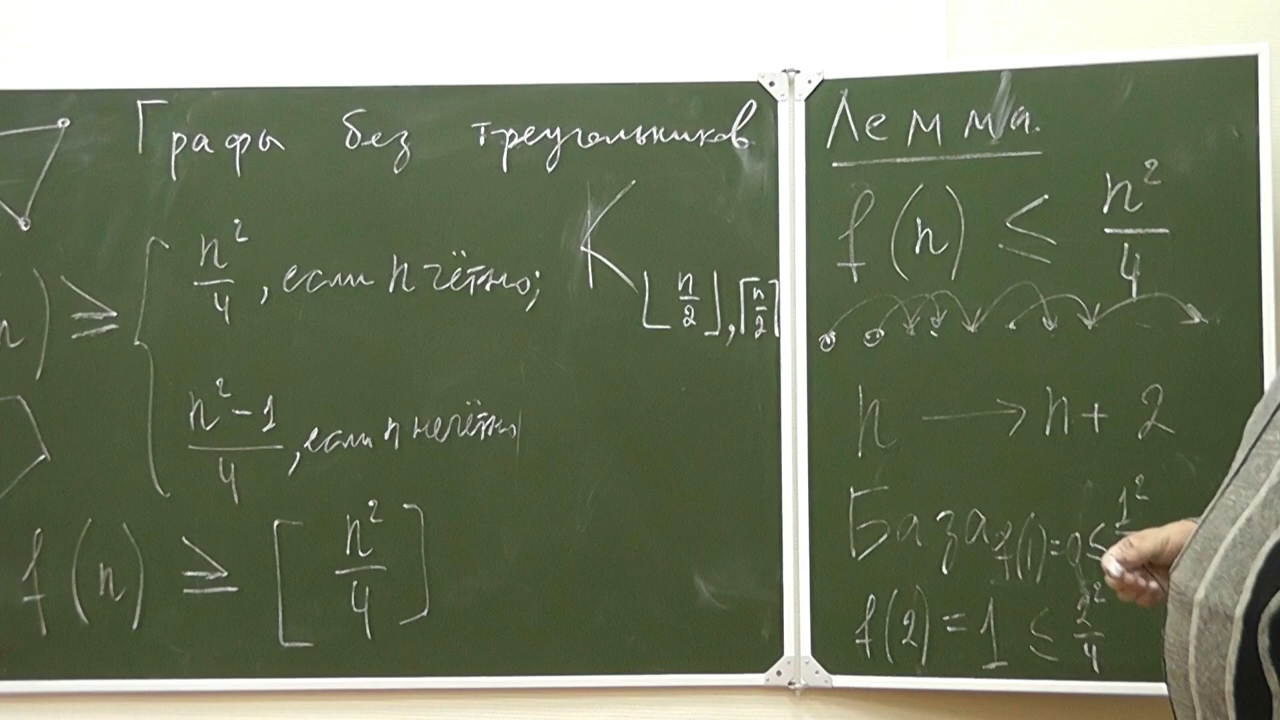 Графы без треугольников
n) ≥ { n²/4, если n чётно;
K⌊n/2⌋,⌈n/2⌉
(n²-1)/4, если n нечётно
f(n) ≥ [n²/4]
Лемма.
f(n) ≤ n²/4
n → n+2
База f(1)=0≤ 1²
f(2)=1 ≤ 2²/4